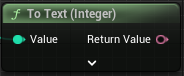 f To Text (Integer)
Value Return Value